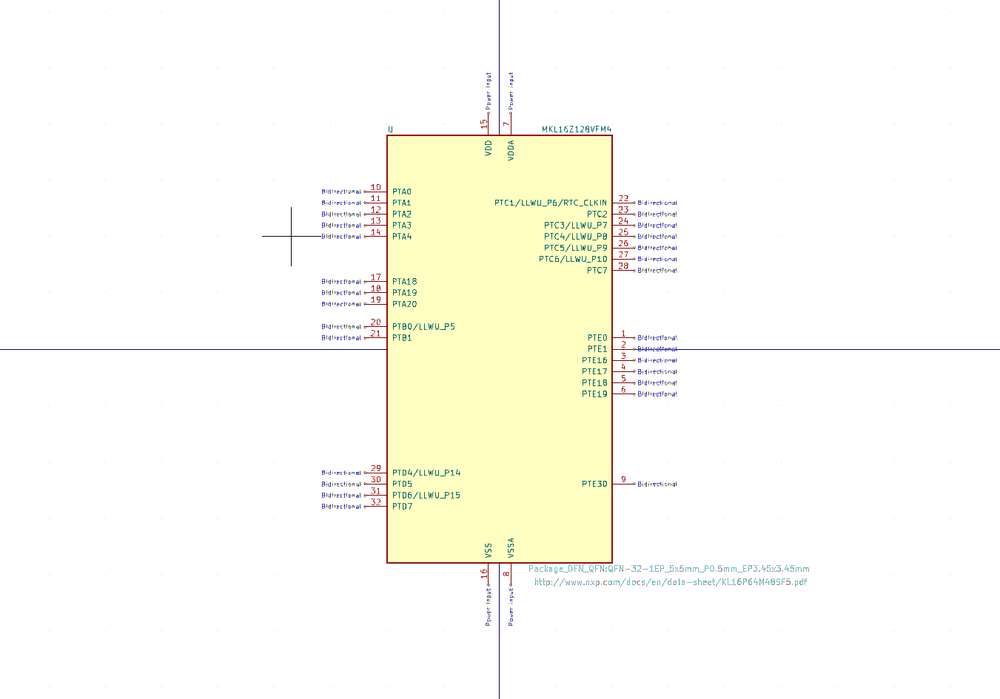 Power input
Power input
15
7
U
MKL16Z128VFM4
VDD
VDDA
Bidirectional 10 PTA0
Bidirectional 11 PTA1
Bidirectional 12 PTA2
Bidirectional 13 PTA3
Bidirectional 14 PTA4
PTC1/LLWU_P6/RTC_CLKIN 22 Bidirectional
PTC2 23 Bidirectional
PTC3/LLWU_P7 24 Bidirectional
PTC4/LLWU_P8 25 Bidirectional
PTC5/LLWU_P9 26 Bidirectional
PTC6/LLWU_P10 27 Bidirectional
PTC7 28 Bidirectional
Bidirectional 17 PTA18
Bidirectional 18 PTA19
Bidirectional 19 PTA20
Bidirectional 20 PTB0/LLWU_P5
Bidirectional 21 PTB1
PTE0 1 Bidirectional
PTE1 2 Bidirectional
PTE16 3 Bidirectional
PTE17 4 Bidirectional
PTE18 5 Bidirectional
PTE19 6 Bidirectional
Bidirectional 29 PTD4/LLWU_P14
Bidirectional 30 PTD5
Bidirectional 31 PTD6/LLWU_P15
Bidirectional 32 PTD7
PTE30 9 Bidirectional
VSS
VSSA
16
8
Power input
Power input
Package_DFN_QFN:QFN-32-1EP_5x5mm_P0.5mm_EP3.45x3.45mm
http://www.nxp.com/docs/en/data-sheet/KL16P64M48SF5.pdf